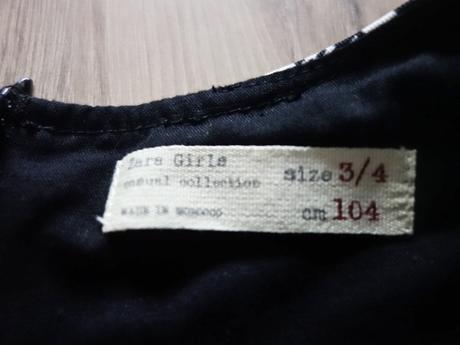 Zara Girls size 3/4
casual collection
MADE IN MOROCCO cm 104